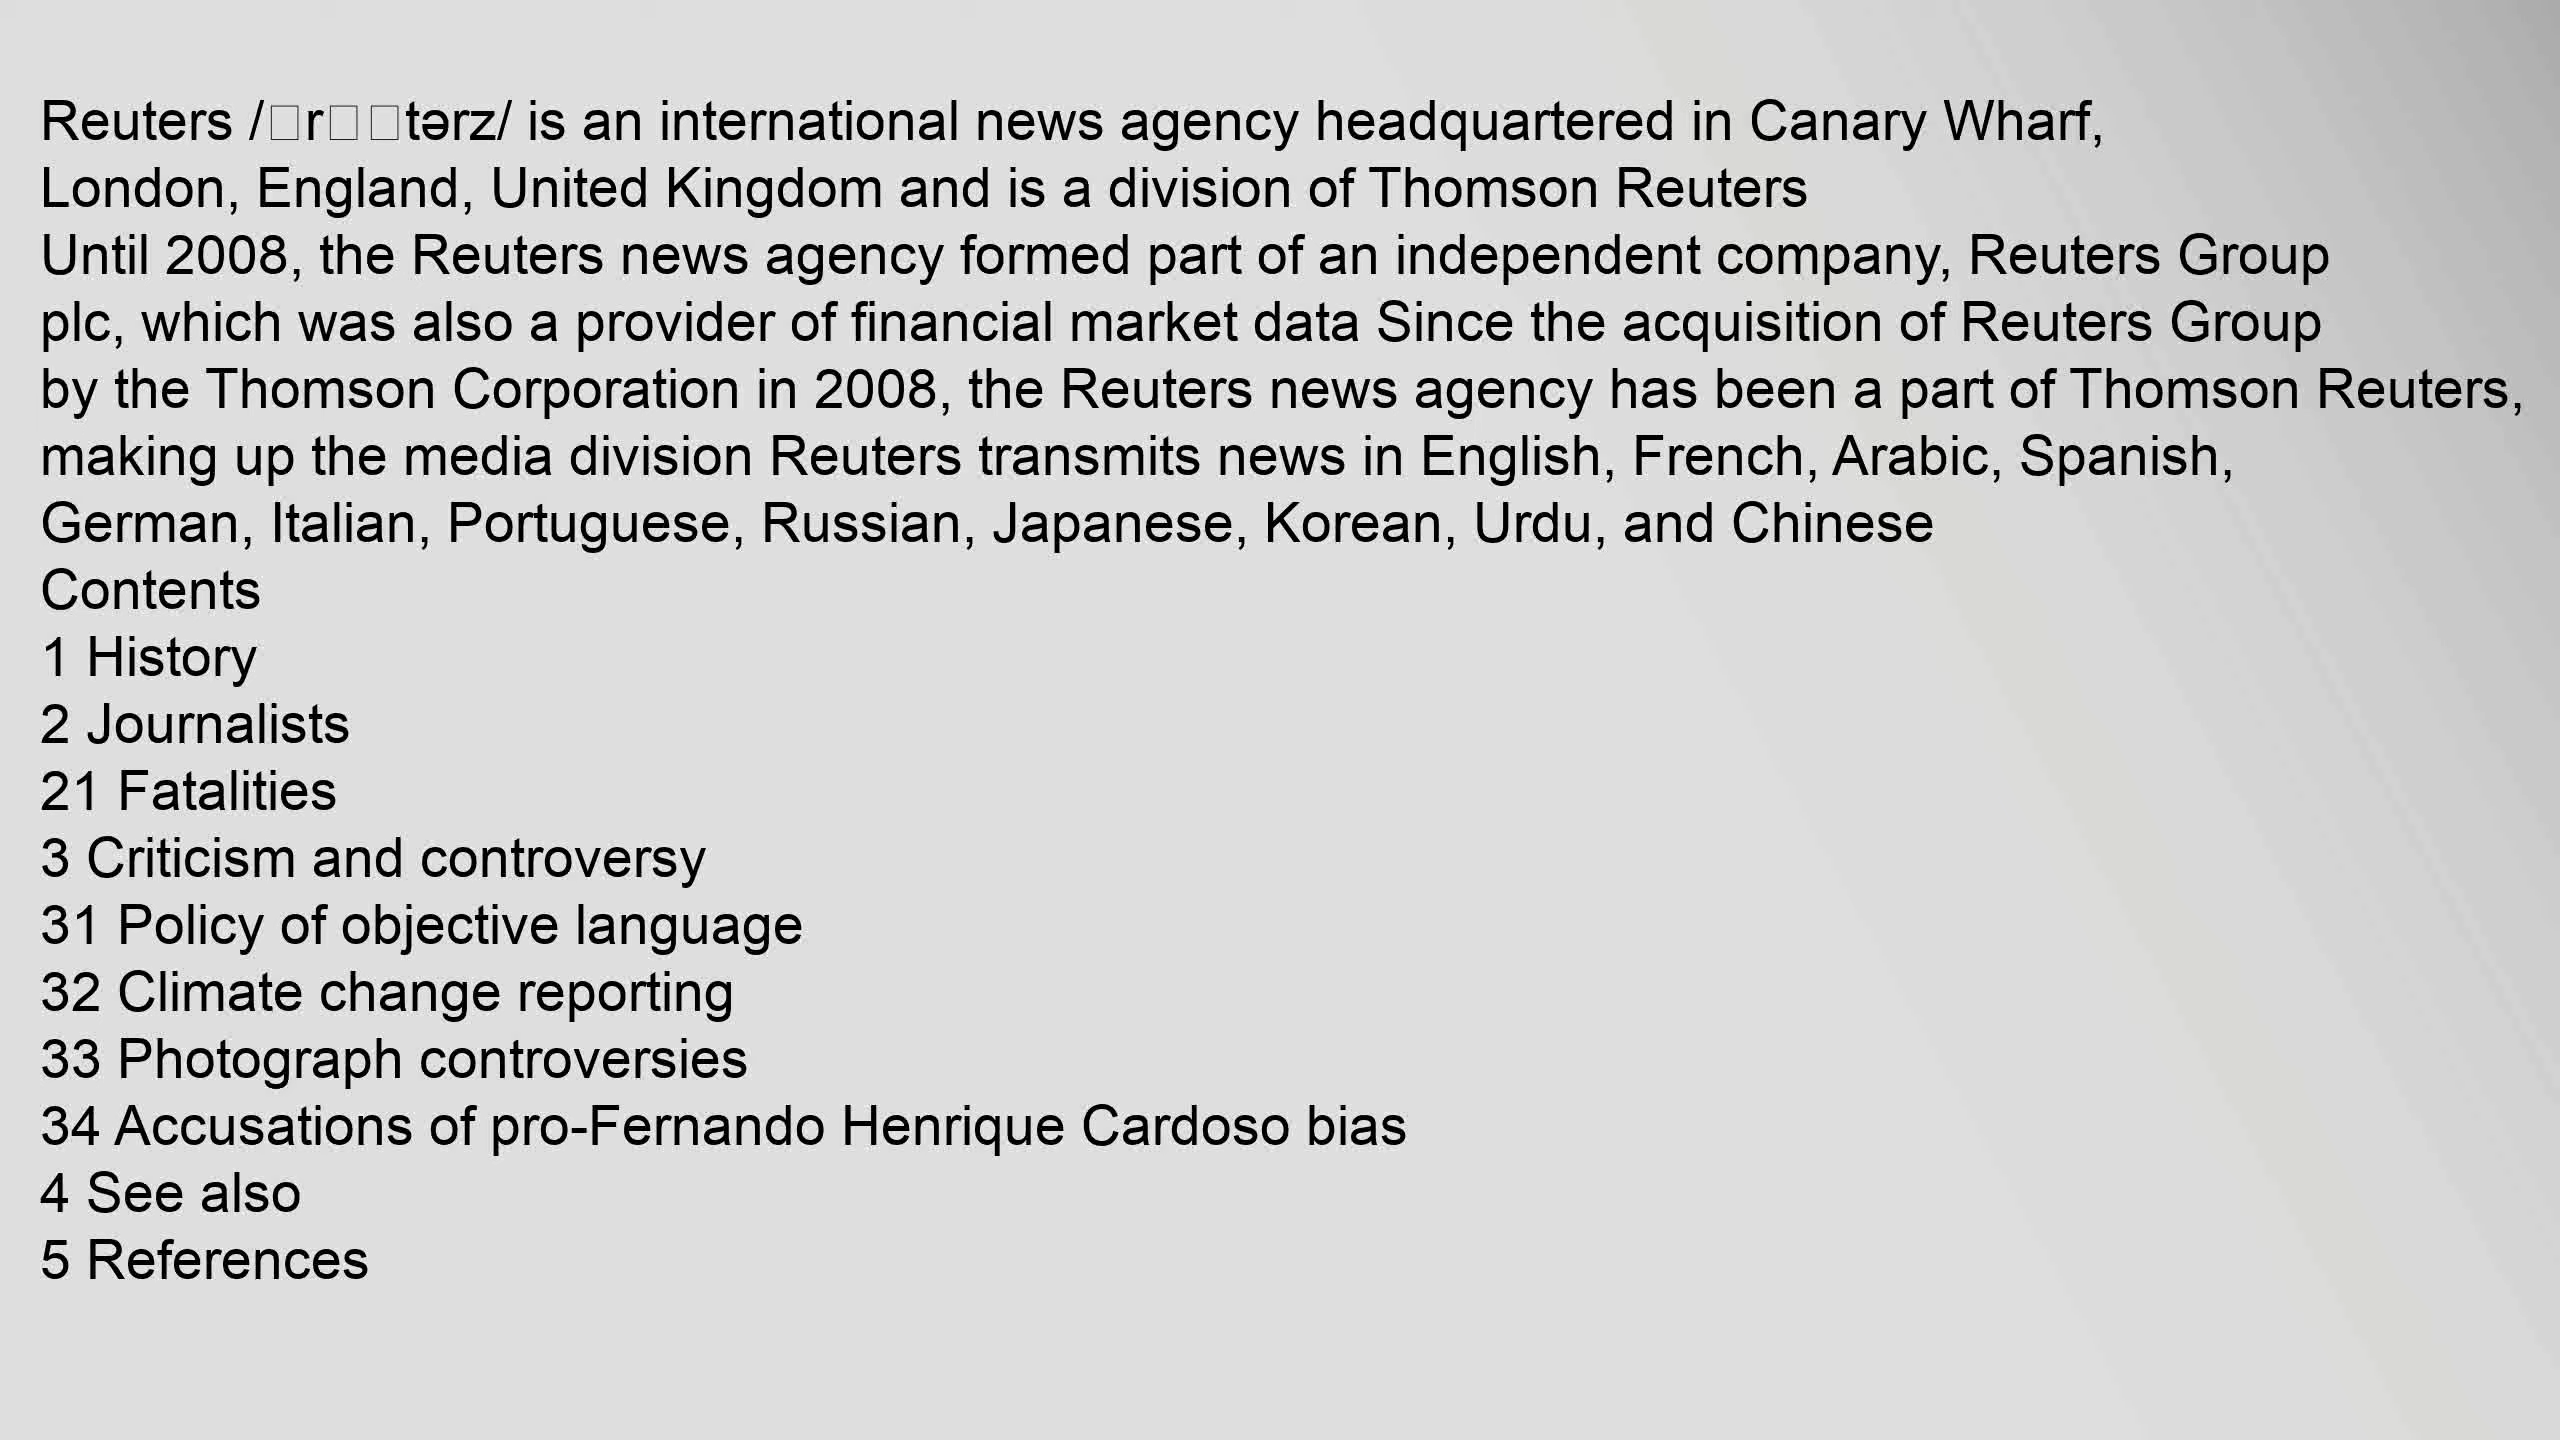 Reuters /□r□□tərz/ is an international news agency headquartered in Canary Wharf,
London, England, United Kingdom and is a division of Thomson Reuters
Until 2008, the Reuters news agency formed part of an independent company, Reuters Group
plc, which was also a provider of financial market data Since the acquisition of Reuters Group
by the Thomson Corporation in 2008, the Reuters news agency has been a part of Thomson Reuters,
making up the media division Reuters transmits news in English, French, Arabic, Spanish,
German, Italian, Portuguese, Russian, Japanese, Korean, Urdu, and Chinese
Contents
1 History
2 Journalists
21 Fatalities
3 Criticism and controversy
31 Policy of objective language
32 Climate change reporting
33 Photograph controversies
34 Accusations of pro-Fernando Henrique Cardoso bias
4 See also
5 References